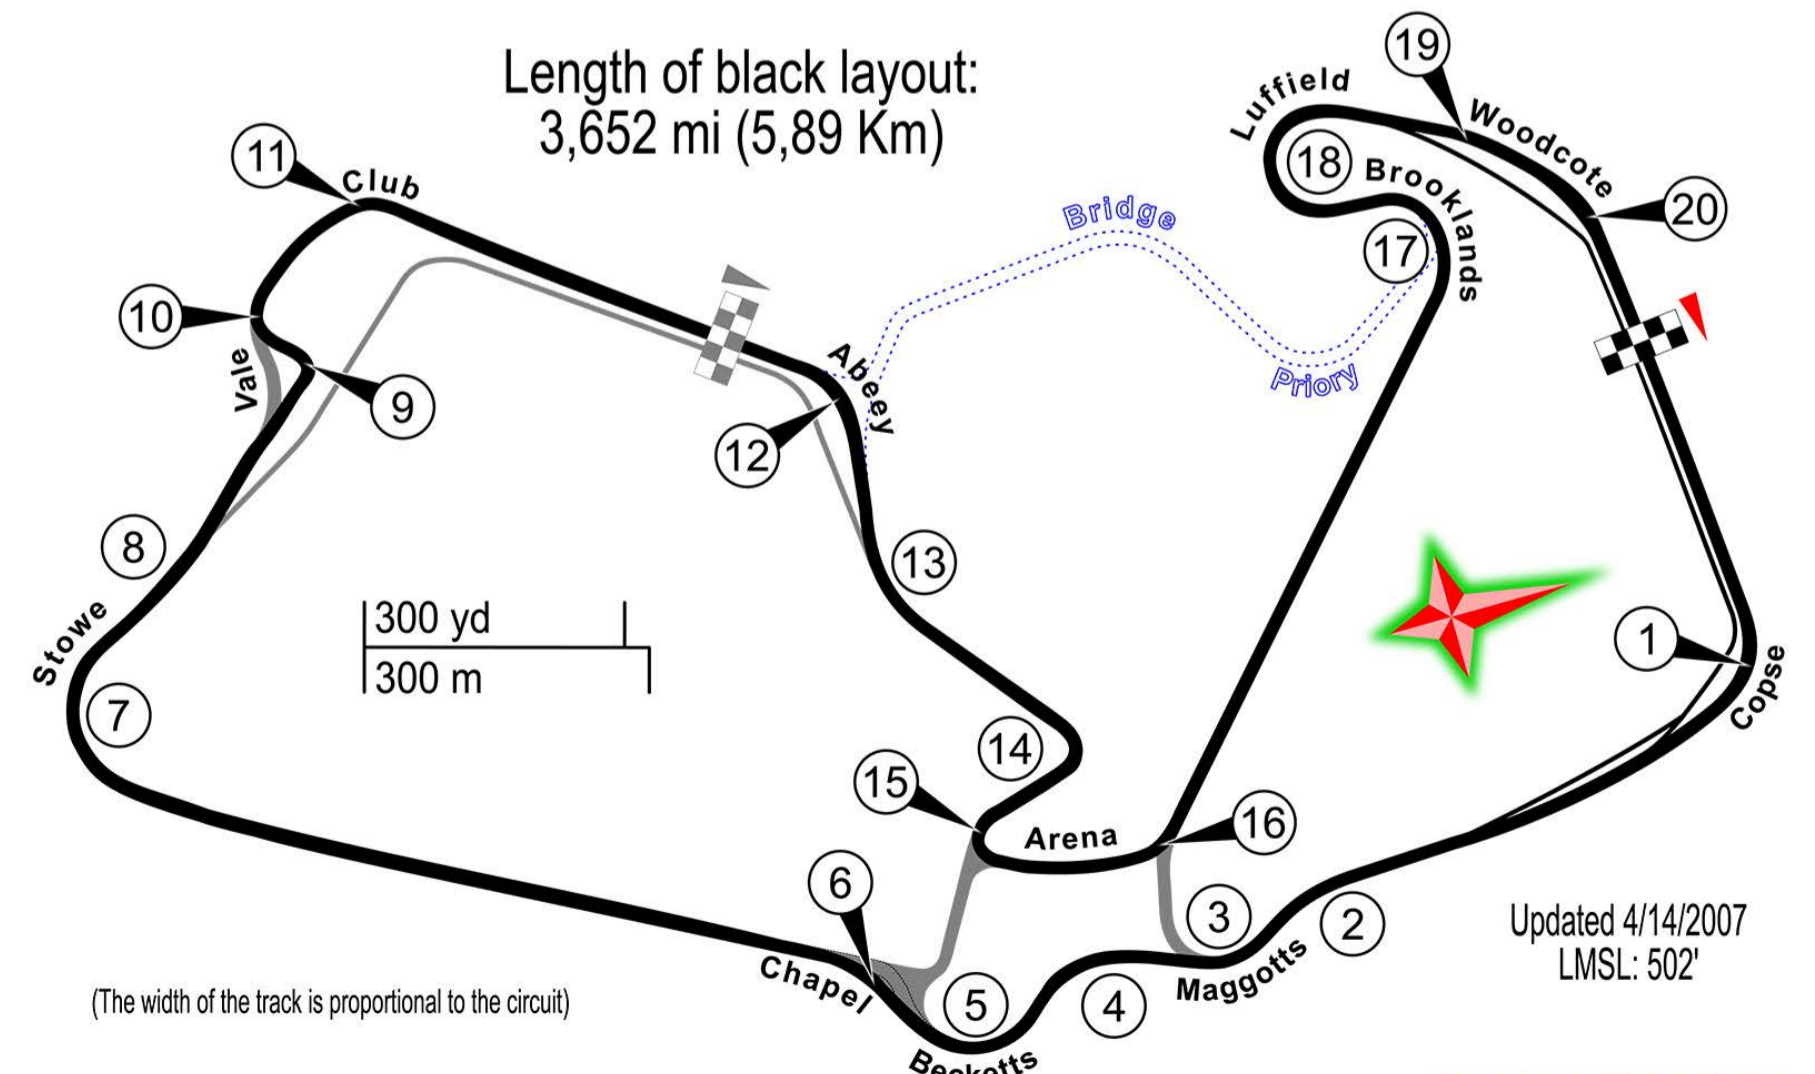 Length of black layout:
3,652 mi (5,89 Km)
19
Luffield
Woodcote
18
Brooklands
11
Club
20
Bridge
17
10
Vale
9
Abeey
Priory
12
8
13
300 yd
300 m
Stowe
1
Copse
7
14
15
Arena
16
6
3
2
Updated 4/14/2007
LMSL: 502'
Chapel
5
4
Maggotts
(The width of the track is proportional to the circuit)
Becketts